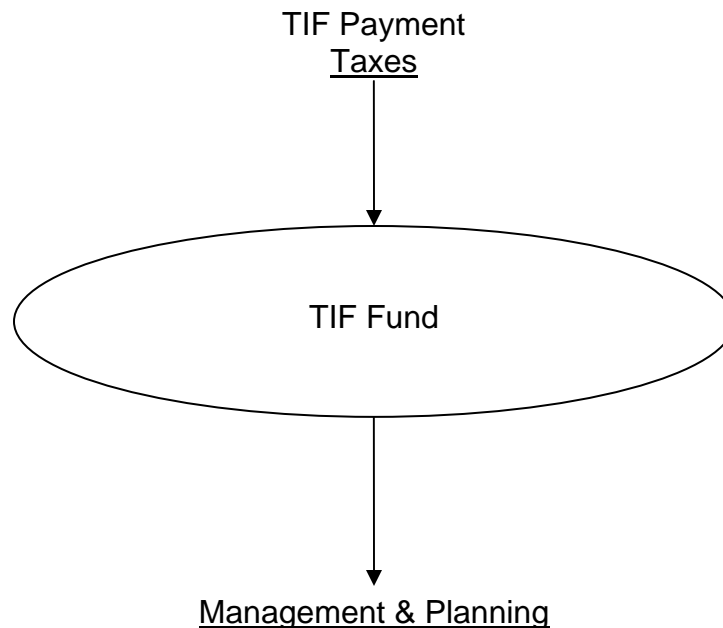 TIF Payment
Taxes
TIF Fund
Management & Planning